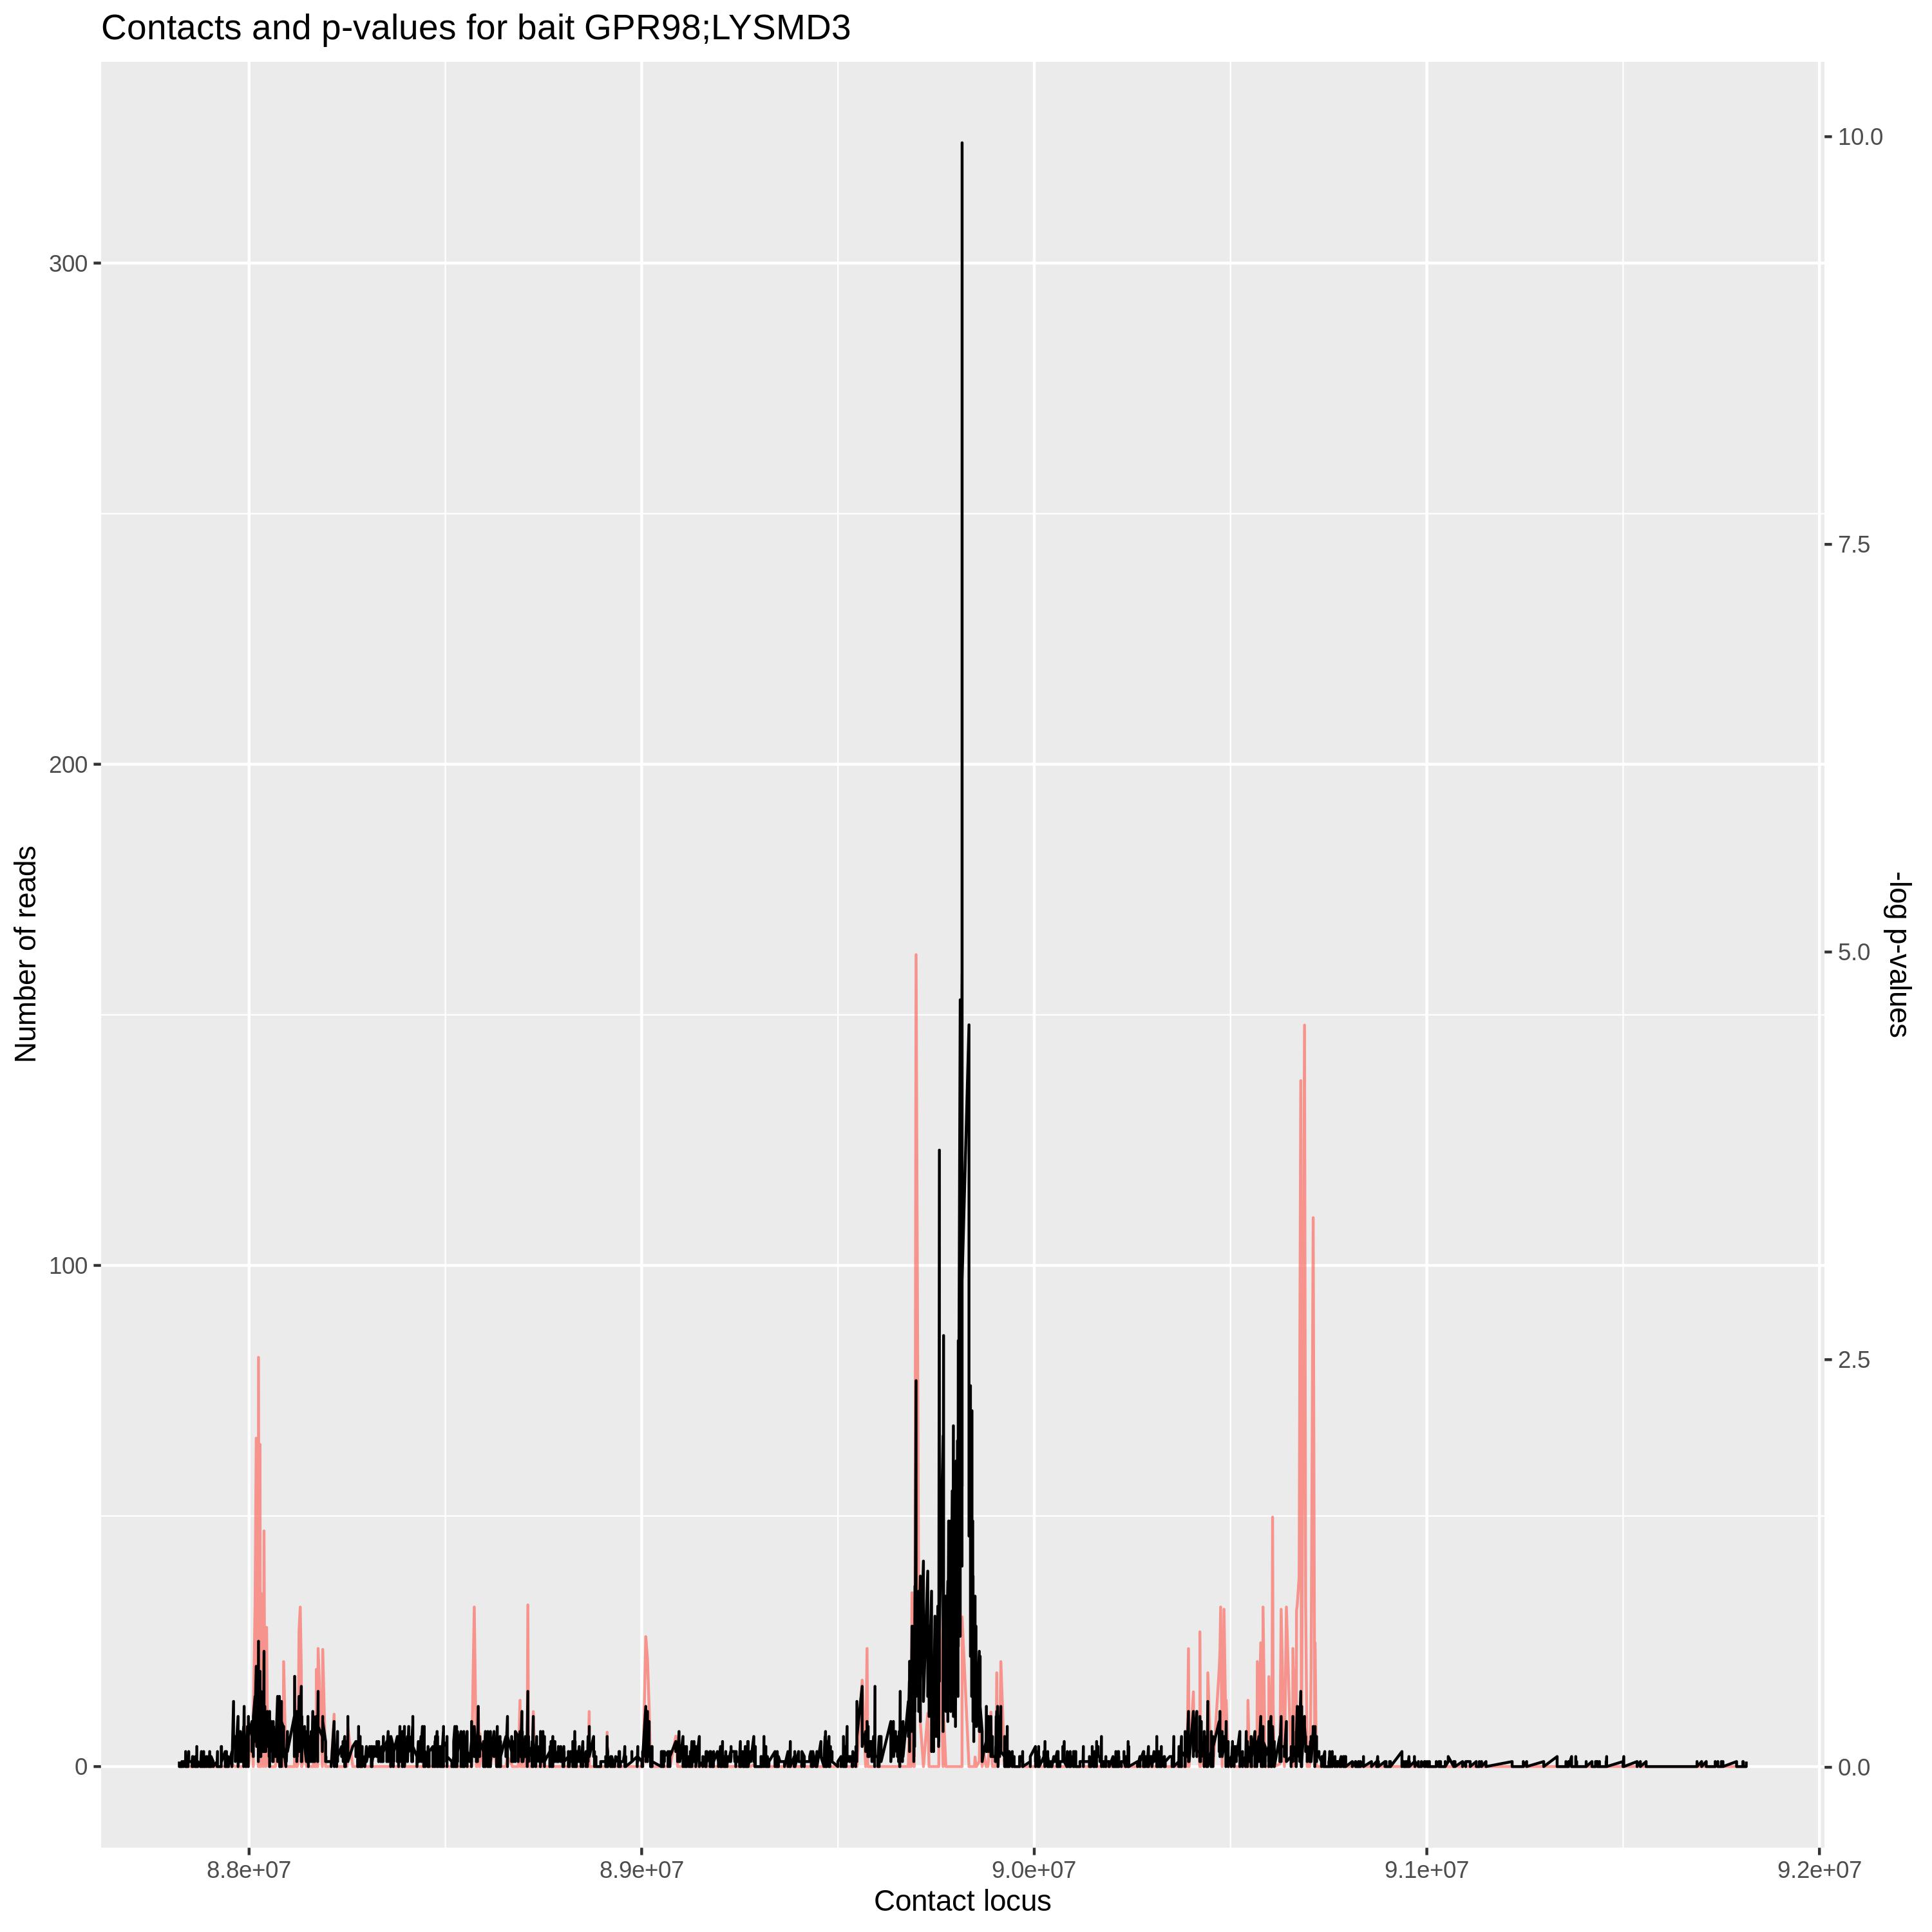 Contacts and p-values for bait GPR98;LYSMD3
Number of reads
300
200
100
0
10.0
7.5
5.0
2.5
0.0
-log p-values
8.8e+07
8.9e+07
9.0e+07
9.1e+07
9.2e+07
Contact locus